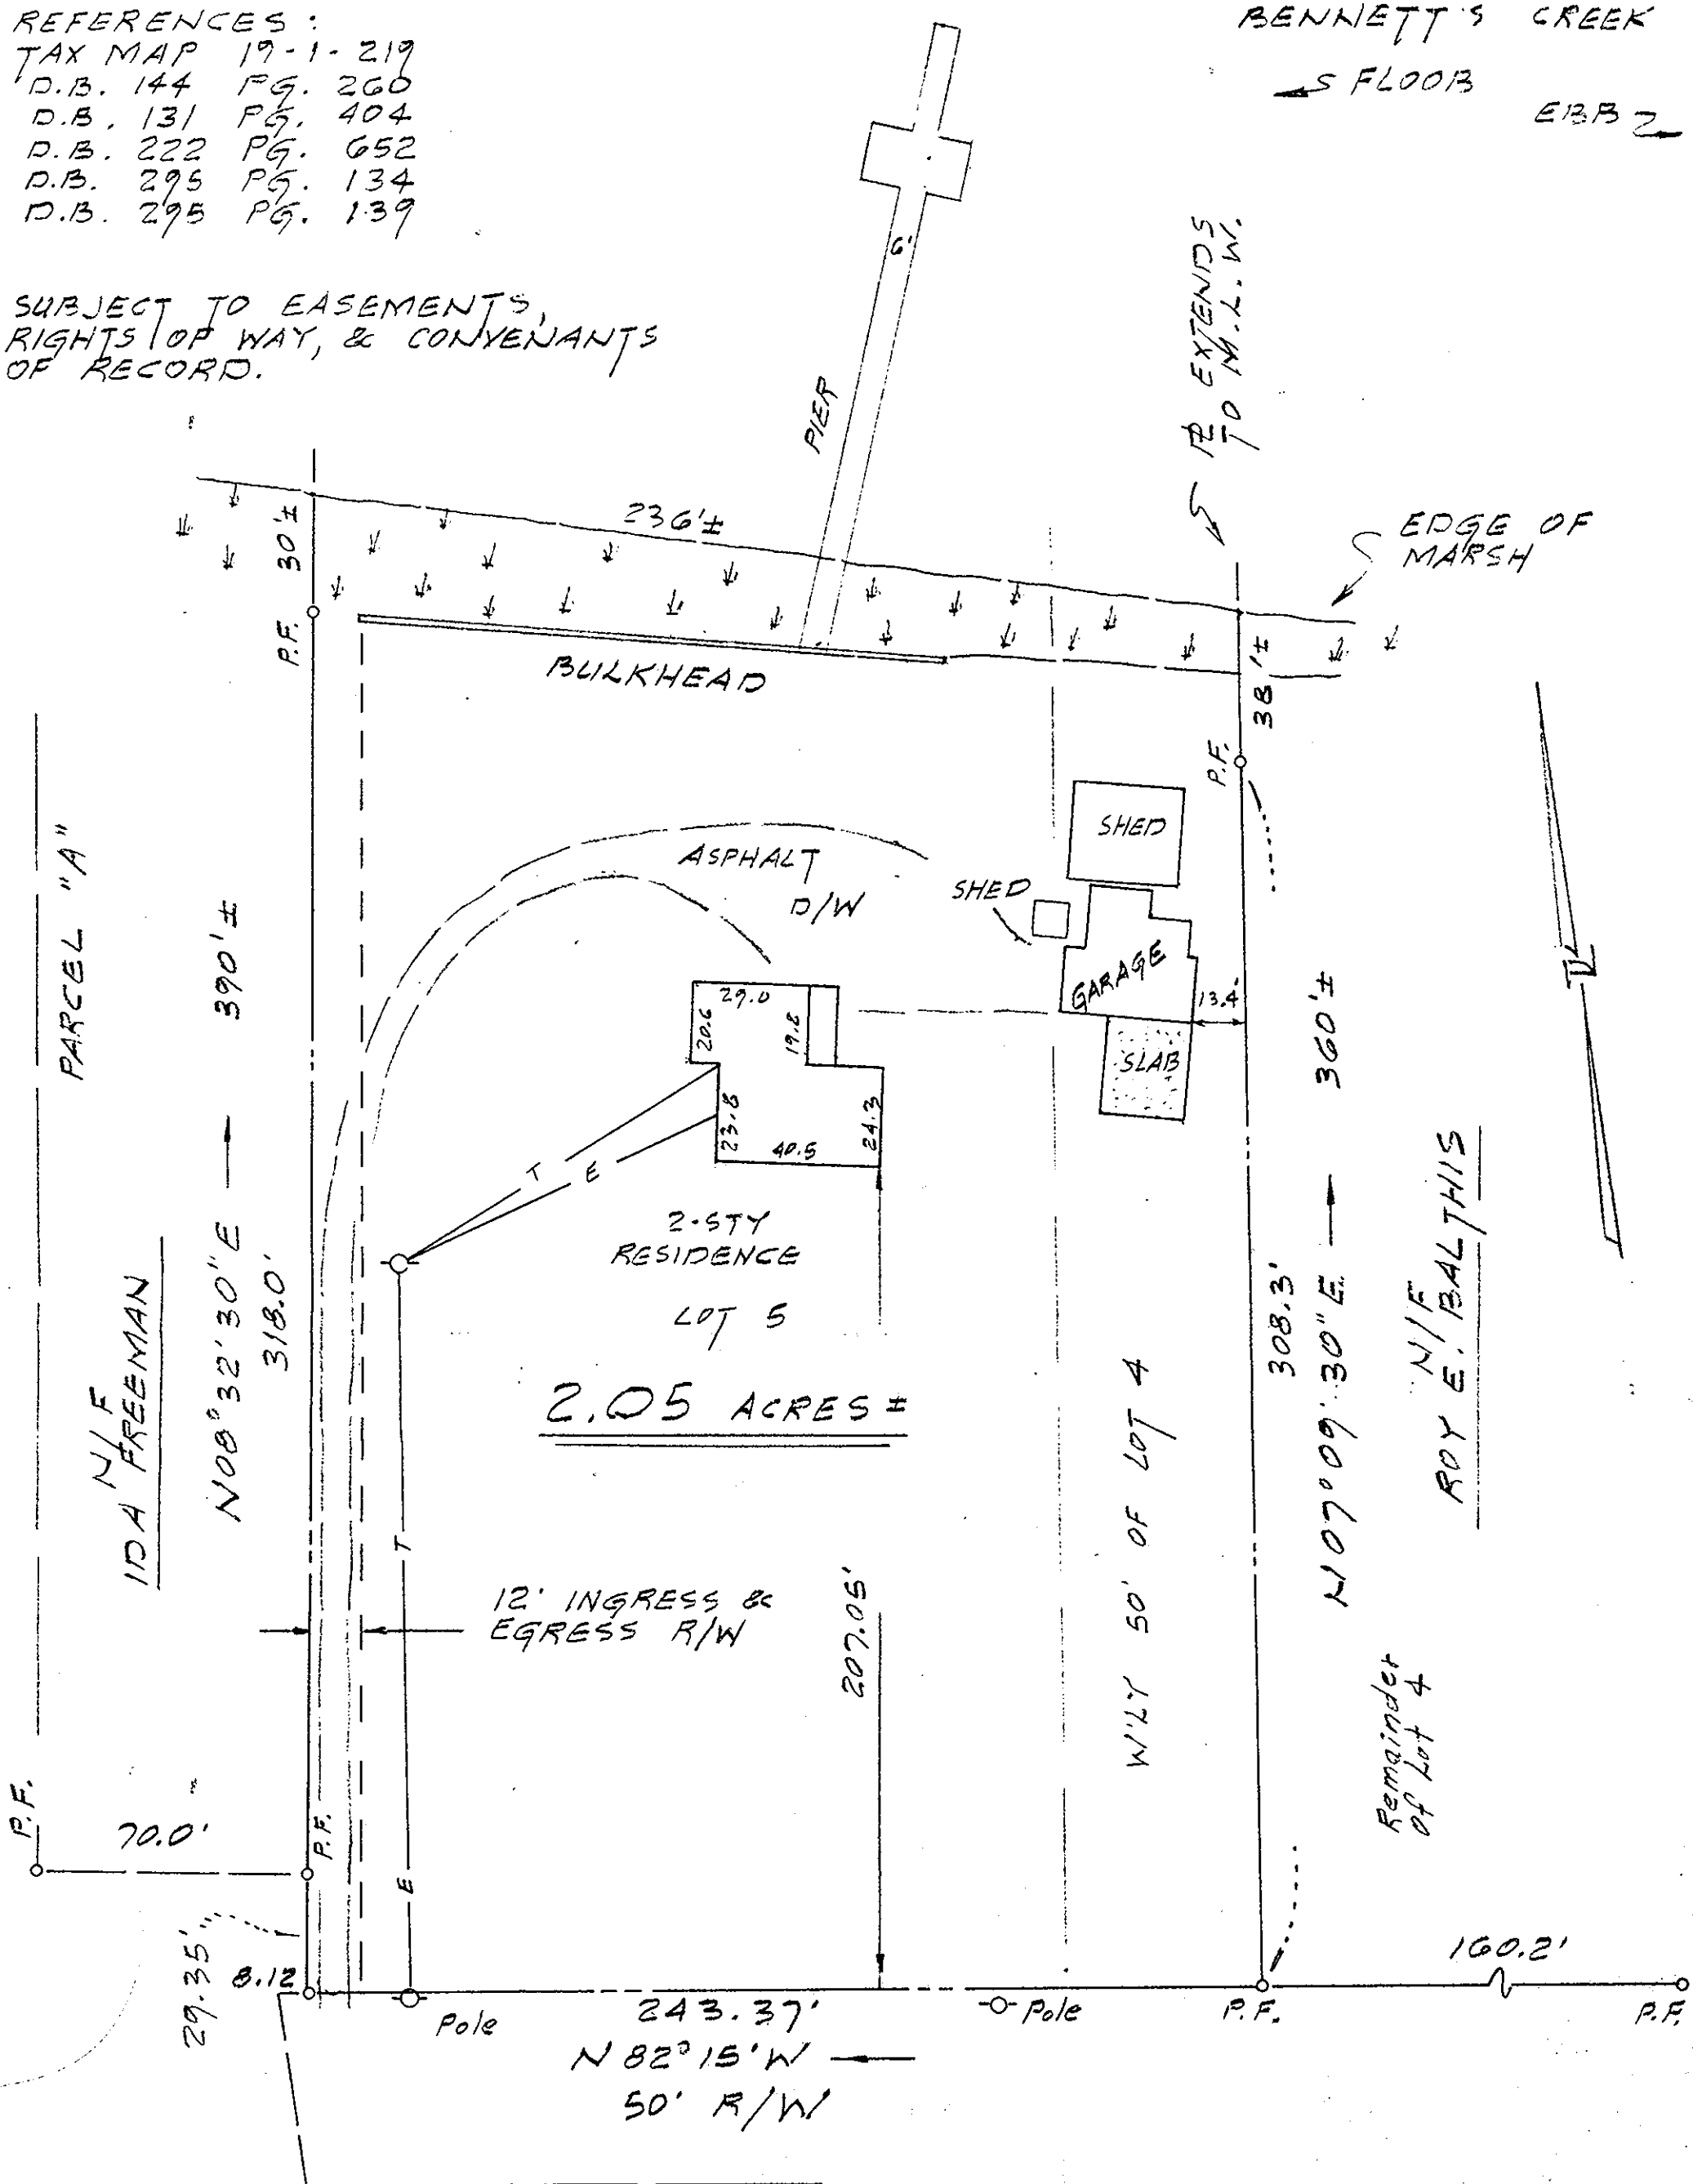 REFERENCES:
TAX MAP 19-1-219
D.B. 144 PG. 260
D.B. 131 PG. 404
D.B. 222 PG. 652
D.B. 295 PG. 134
D.B. 295 PG. 139
SUBJECT TO EASEMENTS,
RIGHTS OF WAY, & CONVENANTS
OF RECORD.
BENNETT'S CREEK
FLOOD
EBB
6'
PIER
PL EXTENDS
TO M.L.W.
EDGE OF
MARSH
236'±
30'±
P.F.
BULKHEAD
38'±
P.F.
SHED
ASPHALT
D/W
SHED
GARAGE
13.4'
SLAB
29.0
20.6
19.8
23.8
24.3
40.5
T
E
2-STY
RESIDENCE
LOT 5
2.05 ACRES ±
PARCEL "A"
N/F
IDA FREEMAN
N08°32'30"E
390'±
318.0'
360'±
308.3'
N07°09'30"E
N/F
ROY E. BALTHIS
W'LY 50' OF LOT 4
Remainder
of Lot 4
12' INGRESS &
EGRESS R/W
207.05'
T
E
P.F.
70.0'
P.F.
29.35'
8.12
Pole
243.37'
Pole
P.F.
160.2'
P.F.
N 82°15'W
50' R/W